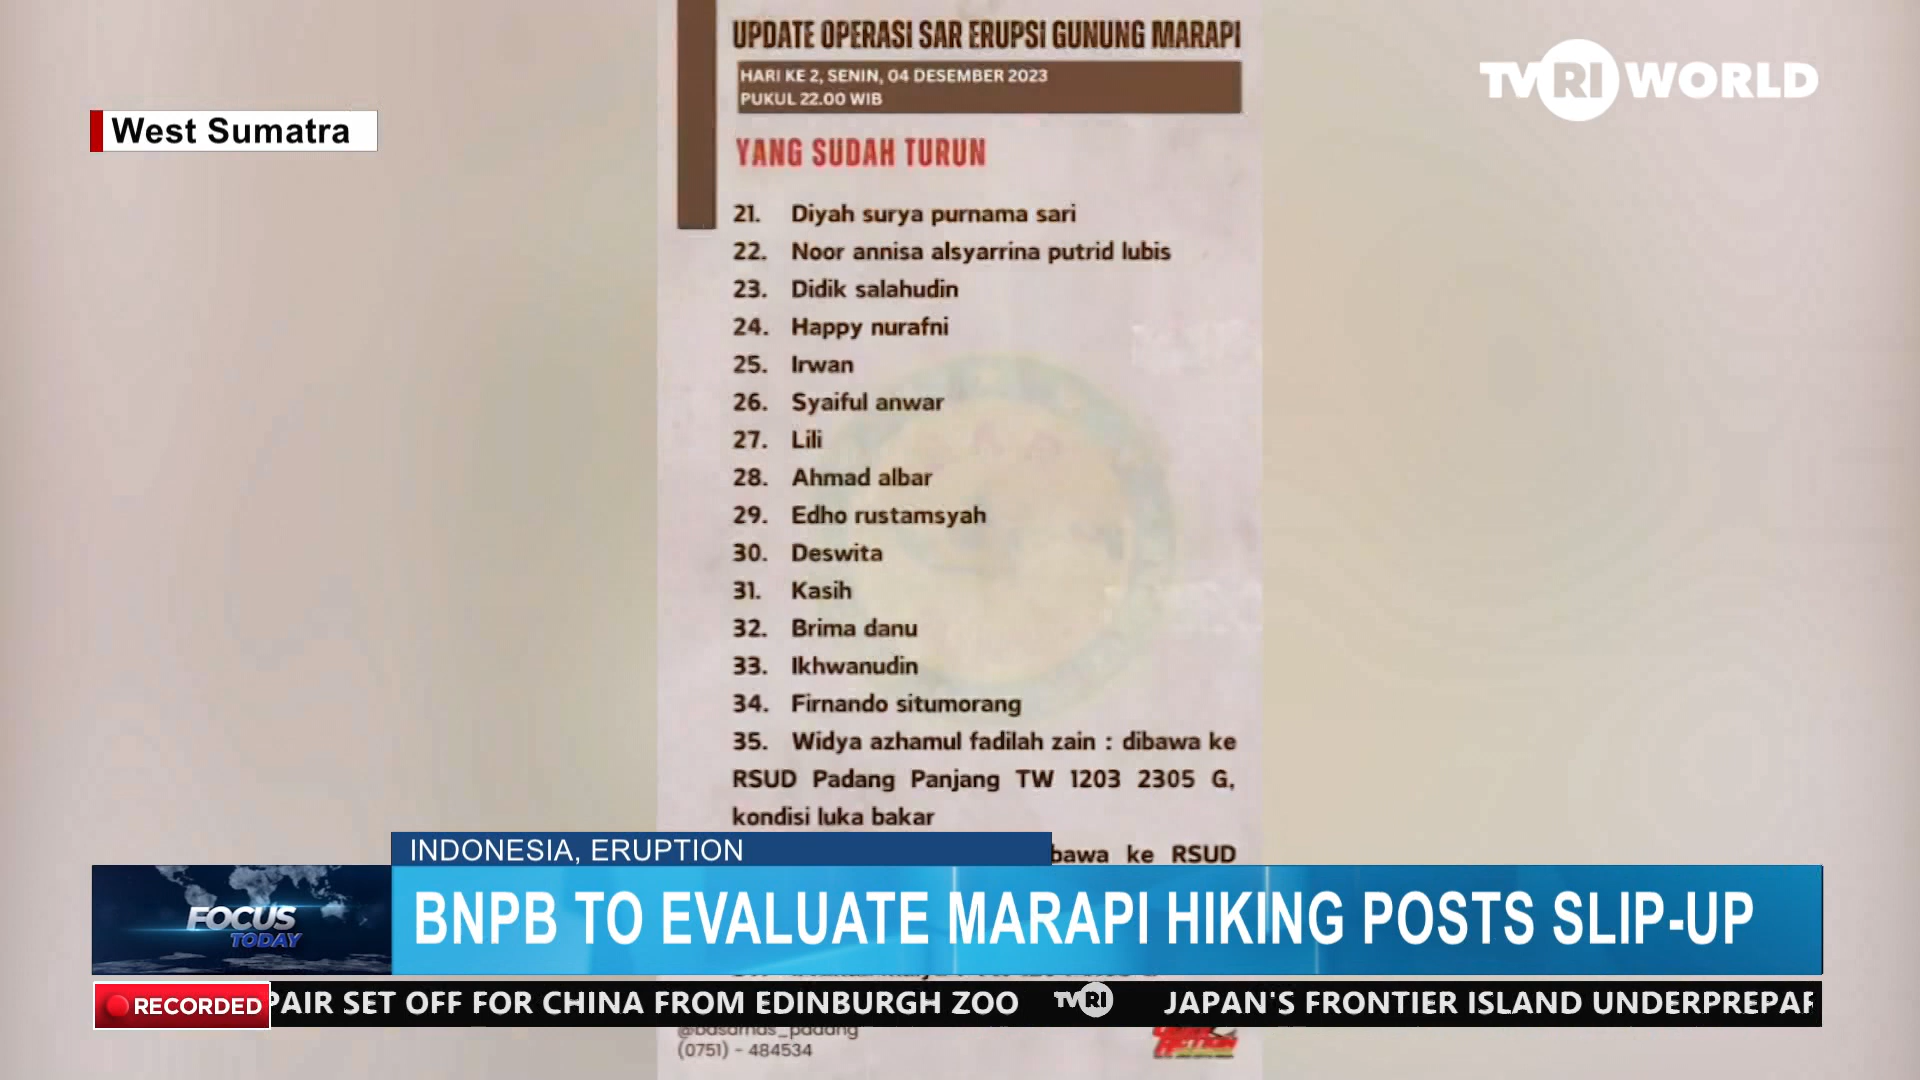 UPDATE OPERASI SAR ERUPSI GUNUNG MARAPI
HARI KE 2, SENIN, 04 DESEMBER 2023
PUKUL 22.00 WIB
TVRI WORLD
West Sumatra
YANG SUDAH TURUN
21. Diyah surya purnama sari
22. Noor annisa alsyarrina putrid lubis
23. Didik salahudin
24. Happy nurafni
25. Irwan
26. Syaiful anwar
27. Lili
28. Ahmad albar
29. Edho rustamsyah
30. Deswita
31. Kasih
32. Brima danu
33. Ikhwanudin
34. Firnando situmorang
35. Widya azhamul fadilah zain : dibawa ke
RSUD Padang Panjang TW 1203 2305 G,
kondisi luka bakar
bawa ke RSUD
INDONESIA, ERUPTION
FOCUS
TODAY
BNPB TO EVALUATE MARAPI HIKING POSTS SLIP-UP
RECORDED
PAIR SET OFF FOR CHINA FROM EDINBURGH ZOO TVRI JAPAN'S FRONTIER ISLAND UNDERPREPAR
@basarnas_padang
(0751) - 484534